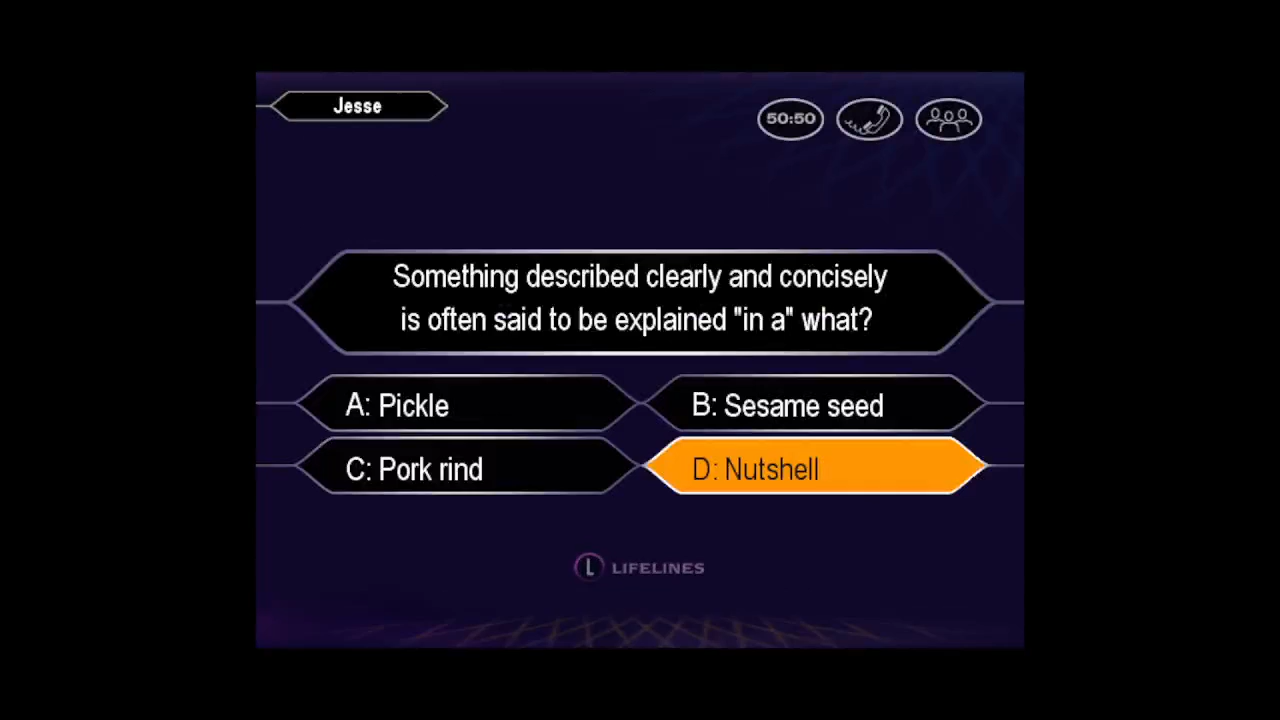 Jesse
50:50
Something described clearly and concisely
is often said to be explained "in a" what?
A: Pickle
B: Sesame seed
C: Pork rind
D: Nutshell
L LIFELINES